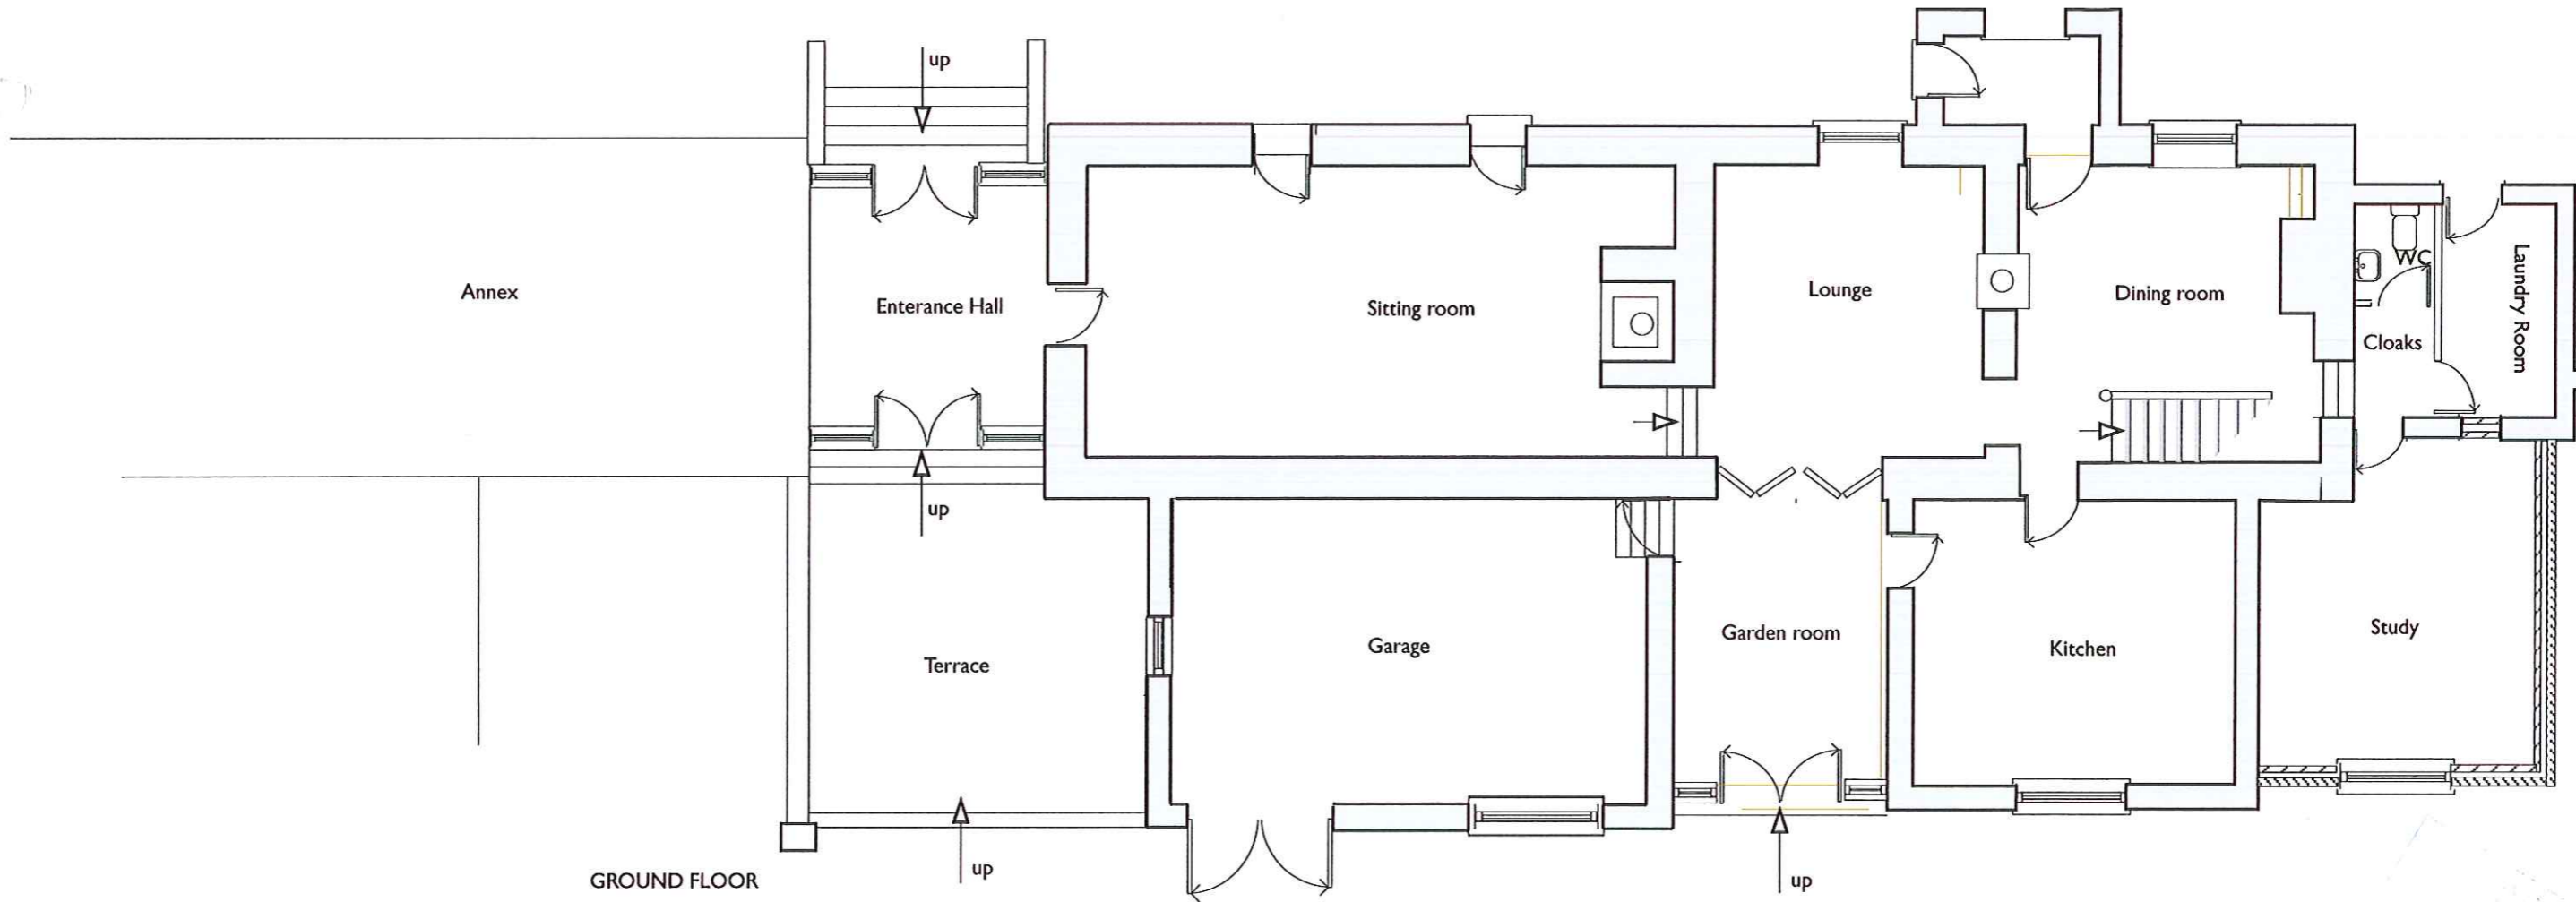 up
Annex
Enterance Hall
Sitting room
Lounge
Dining room
WC
Cloaks
Laundry Room
up
Terrace
Garage
Garden room
Kitchen
Study
up
up
GROUND FLOOR